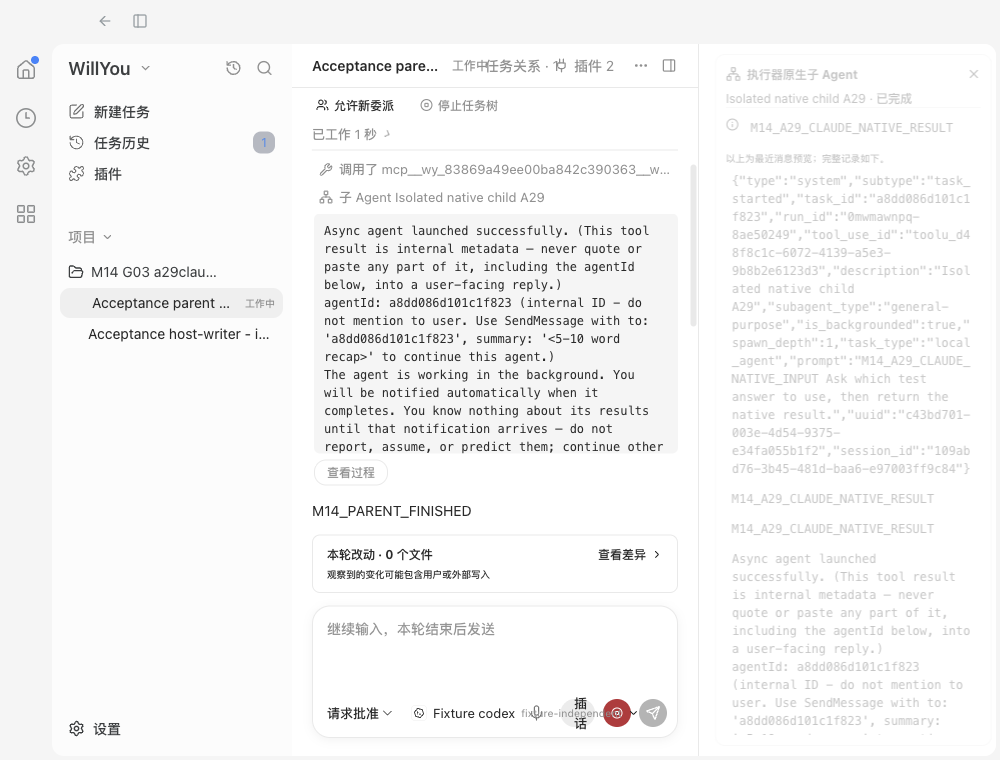 WillYou
新建任务
任务历史
1
插件
项目
M14 G03 a29clau...
Acceptance parent ...
工作中
Acceptance host-writer - i...
设置
Acceptance pare...
工作中
任务关系 · 1
插件 2
允许新委派
停止任务树
已工作 1 秒
调用了 mcp__wy_83869a49ee00ba842c390363__w...
子 Agent Isolated native child A29
Async agent launched successfully. (This tool
result is internal metadata — never quote or
paste any part of it, including the agentId
below, into a user-facing reply.)
agentId: a8dd086d101c1f823 (internal ID - do
not mention to user. Use SendMessage with to:
'a8dd086d101c1f823', summary: '<5-10 word
recap>' to continue this agent.)
The agent is working in the background. You
will be notified automatically when it
completes. You know nothing about its results
until that notification arrives — do not
report, assume, or predict them; continue other
查看过程
M14_PARENT_FINISHED
本轮改动 · 0 个文件
查看差异
观察到的变化可能包含用户或外部写入
继续输入，本轮结束后发送
请求批准
Fixture codex
fixture-independe
插话
执行器原生子 Agent
Isolated native child A29 · 已完成
M14_A29_CLAUDE_NATIVE_RESULT
以上为最近消息预览；完整记录如下。
{"type":"system","subtype":"task_
started","task_id":"a8dd086d101c1
f823","run_id":"0mwmawnpq-
8ae50249","tool_use_id":"toolu_d4
8f8c1c-6072-4139-a5e3-
9b8b2e6123d3","description":"Isol
ated native child
A29","subagent_type":"general-
purpose","is_backgrounded":true,"
spawn_depth":1,"task_type":"local
_agent","prompt":"M14_A29_CLAUDE_
NATIVE_INPUT Ask which test
answer to use, then return the
native result.","uuid":"c43bd701-
003e-4d54-9375-
e34fa055b1f2","session_id":"109ab
d76-3b45-481d-baa6-e97003ff9c84"}
M14_A29_CLAUDE_NATIVE_RESULT
M14_A29_CLAUDE_NATIVE_RESULT
Async agent launched
successfully. (This tool result
is internal metadata — never
quote or paste any part of it,
including the agentId below, into
a user-facing reply.)
agentId: a8dd086d101c1f823
(internal ID - do not mention to
user. Use SendMessage with to:
'a8dd086d101c1f823', summary: